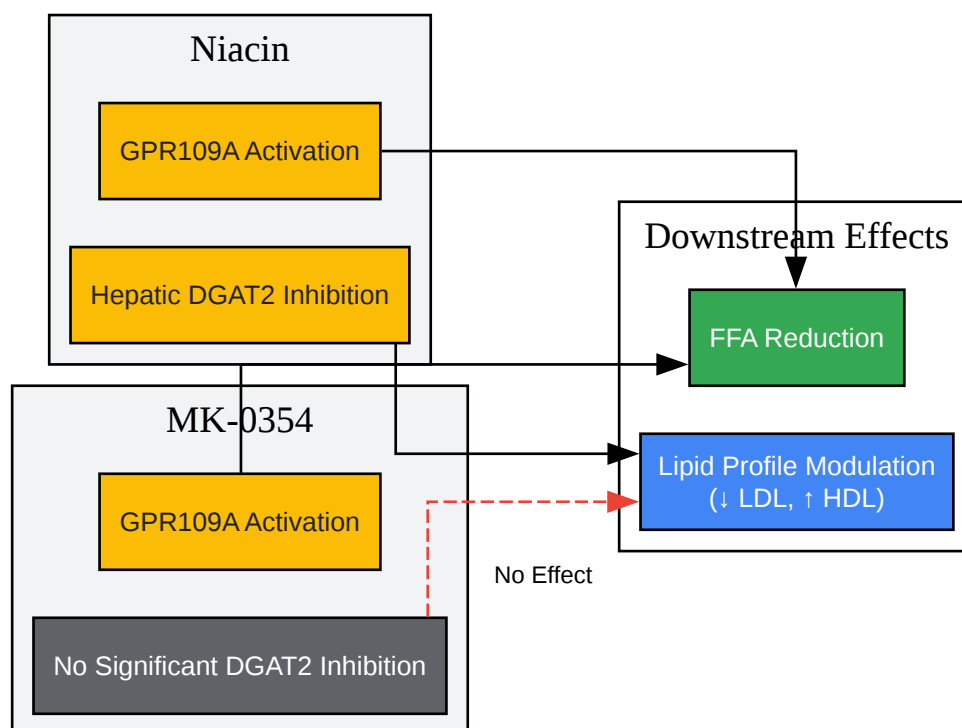 Niacin
GPR109A Activation
Hepatic DGAT2 Inhibition
Downstream Effects
FFA Reduction
Lipid Profile Modulation
(↓ LDL, ↑ HDL)
MK-0354
GPR109A Activation
No Effect
No Significant DGAT2 Inhibition